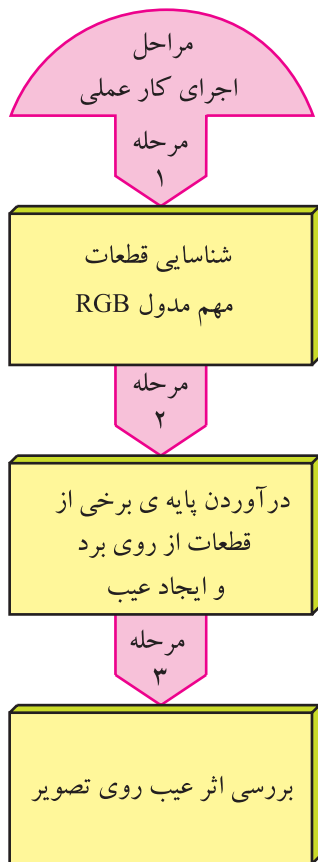 مراحل
اجرای کار عملی
مرحله
۱
شناسایی قطعات
مهم مدول RGB
مرحله
۲
درآوردن پایه ی برخی از
قطعات از روی برد
و ایجاد عیب
مرحله
۳
بررسی اثر عیب روی تصویر